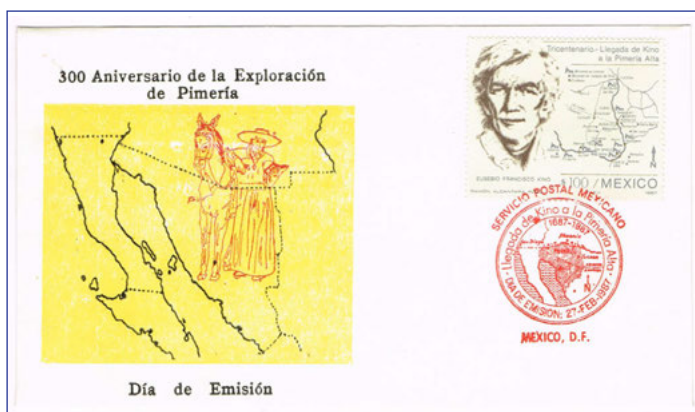 300 Aniversario de la Exploración
de Pimería
Día de Emisión
Tricentenario-Llegada de Kino
a la Pimería Alta
EUSEBIO FRANCISCO KINO
$100/MEXICO
1987
SERVICIO POSTAL MEXICANO
Llegada de Kino a la Pimería Alta
1687-1987
DIA DE EMISION: 27-FEB-1987
MEXICO, D.F.